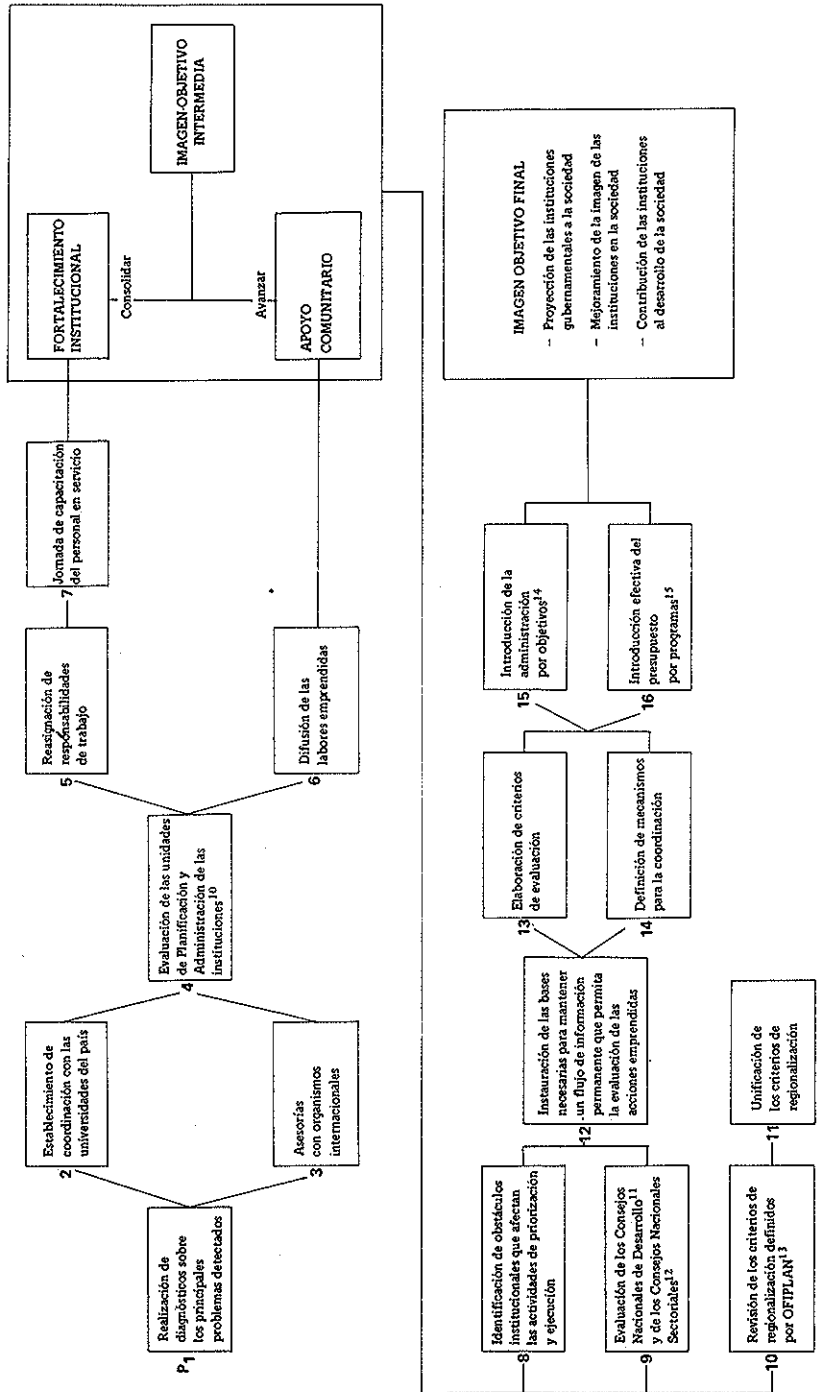 P1
Realización de
diagnósticos sobre
los principales
problemas detectados
2
Establecimiento de
coordinación con las
universidades del país
3
Asesorías
con organismos
internacionales
4
Evaluación de las unidades
de Planificación y
Administración de las
instituciones10
5
Reasignación de
responsabilidades
de trabajo
6
Difusión de las
labores emprendidas
7
Jornada de capacitación
del personal en servicio
FORTALECIMIENTO
INSTITUCIONAL
Consolidar
IMAGEN-OBJETIVO
INTERMEDIA
Avanzar
APOYO
COMUNITARIO
8
Identificación de obstáculos
institucionales que afectan
las actividades de priorización
y ejecución
9
Evaluación de los Consejos
Nacionales de Desarrollo11
y de los Consejos Nacionales
Sectoriales12
10
Revisión de los criterios de
regionalización definidos
por OFIPLAN13
11
Unificación de
los criterios de
regionalización
12
Instauración de las bases
necesarias para mantener
un flujo de información
permanente que permita
la evaluación de las
acciones emprendidas
13
Elaboración de criterios
de evaluación
14
Definición de mecanismos
para la coordinación
15
Introducción de la
administración
por objetivos14
16
Introducción efectiva del
presupuesto
por programas15
IMAGEN OBJETIVO FINAL
-- Proyección de las instituciones
gubernamentales a la sociedad
-- Mejoramiento de la imagen de las
instituciones en la sociedad
-- Contribución de las instituciones
al desarrollo de la sociedad